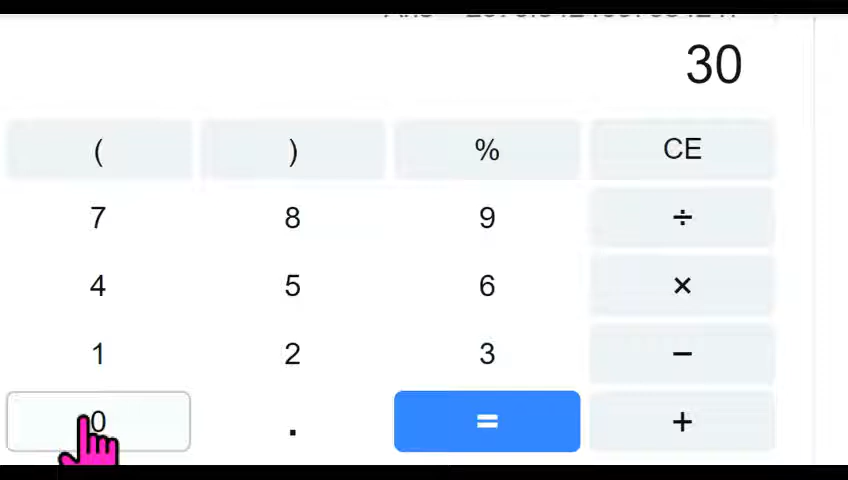 30
( ) % CE
7 8 9 ÷
4 5 6 ×
1 2 3 −
0 . = +